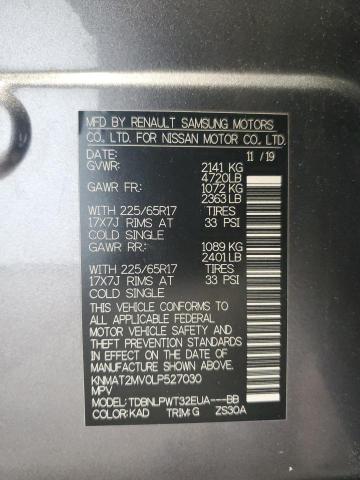 MFD BY RENAULT SAMSUNG MOTORS
CO., LTD. FOR NISSAN MOTOR CO., LTD.
DATE: 11 / 19
GVWR: 2141 KG
4720LB
GAWR FR: 1072 KG
2363LB
WITH 225/65R17 TIRES
17X7J RIMS AT 33 PSI
COLD SINGLE
GAWR RR: 1089 KG
2401LB
WITH 225/65R17 TIRES
17X7J RIMS AT 33 PSI
COLD SINGLE
THIS VEHICLE CONFORMS TO
ALL APPLICABLE FEDERAL
MOTOR VEHICLE SAFETY, BUMPER,
AND THEFT PREVENTION STANDARDS
IN EFFECT ON THE DATE OF
MANUFACTURE SHOWN ABOVE.
KNMAT2MV0LP527030
MPV
MODEL: TDBNLPWT32EUA---BB
COLOR: KAD TRIM: G ZS30A